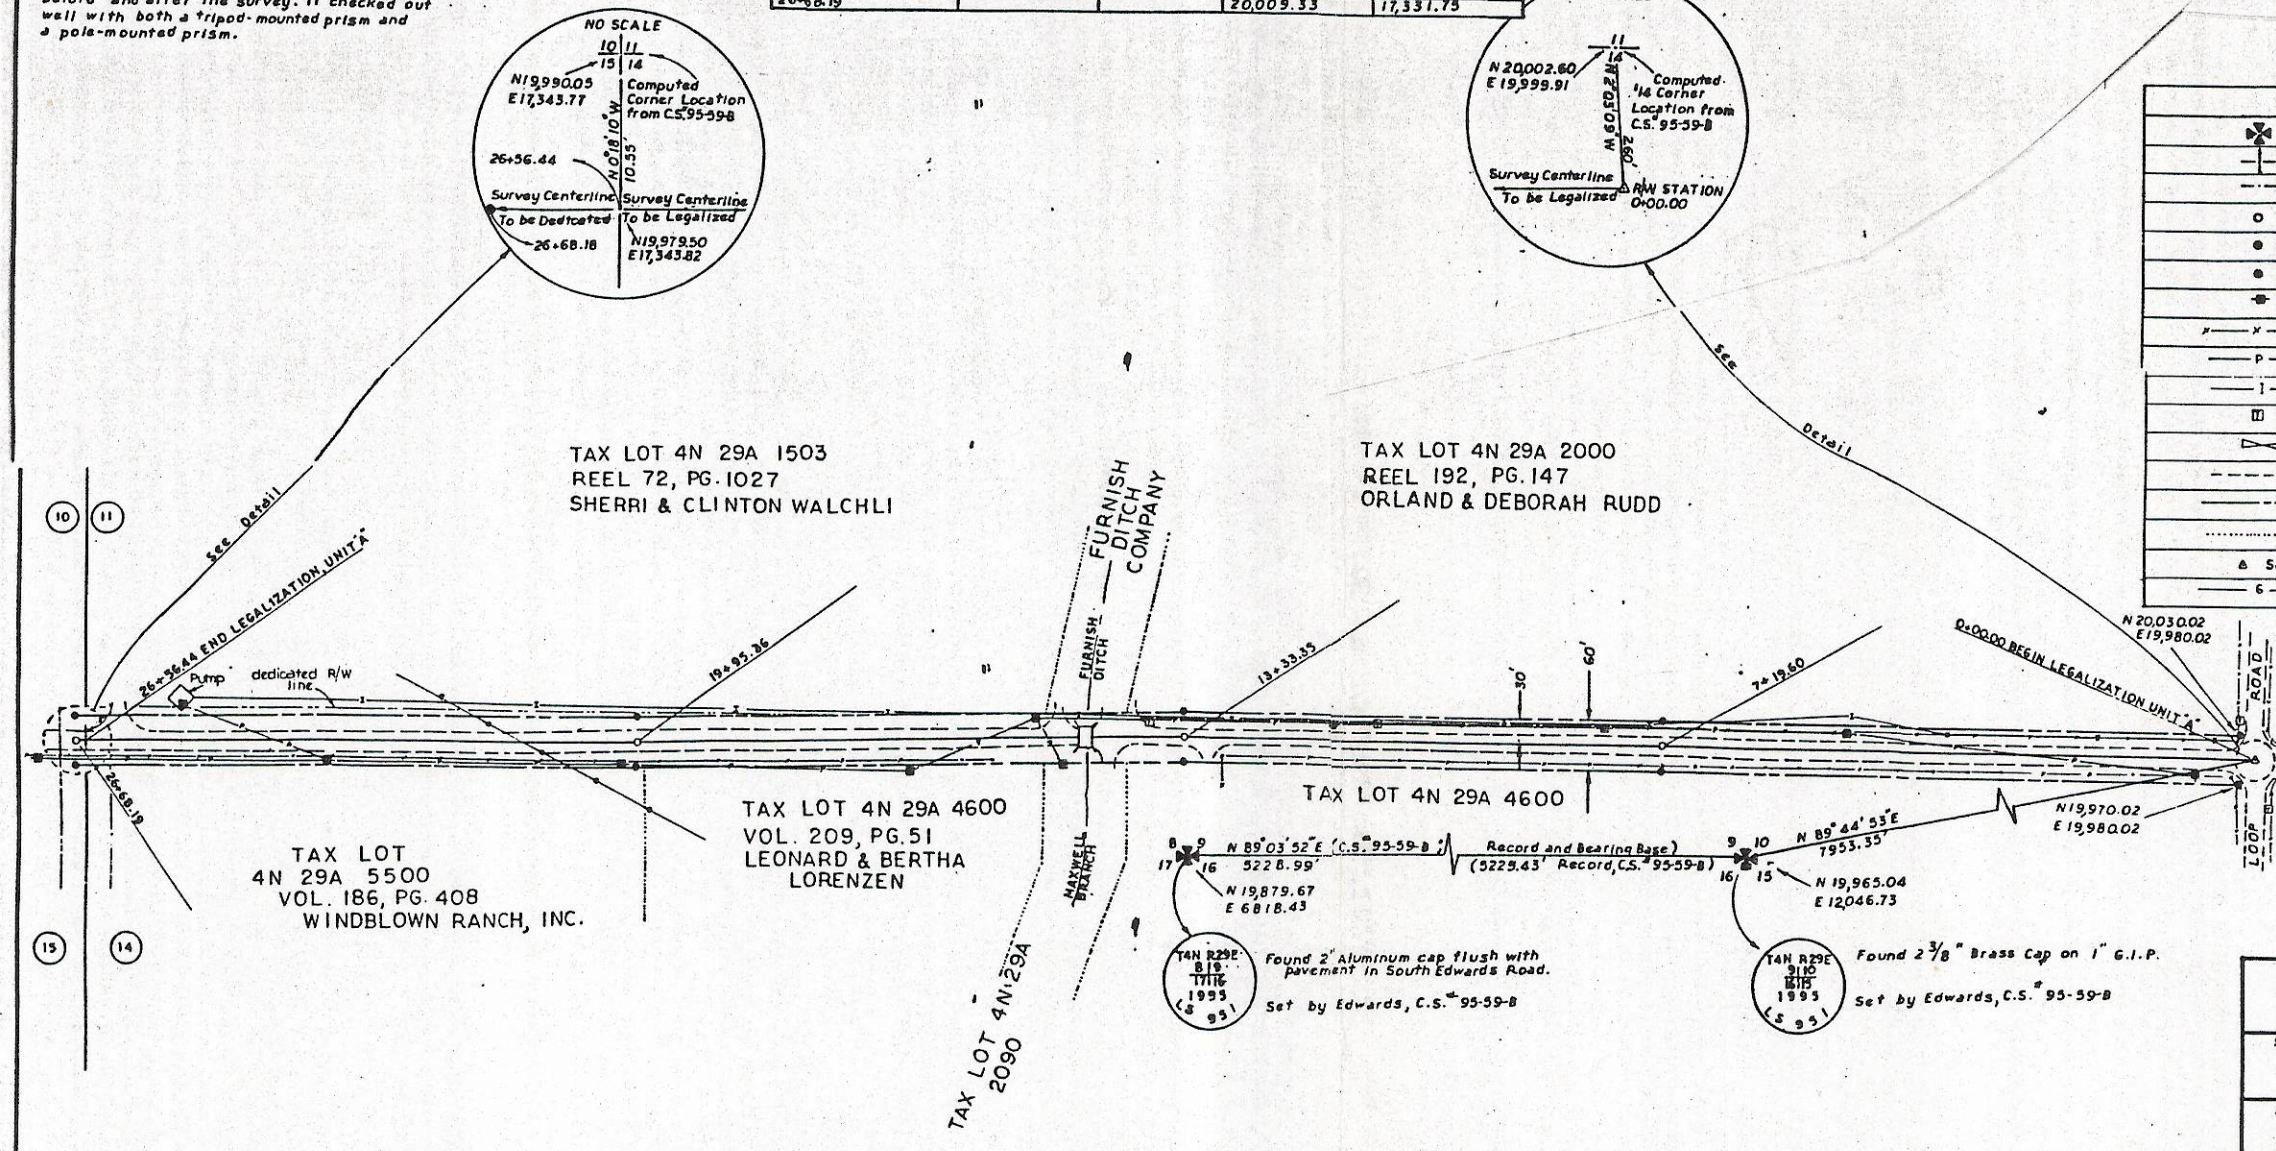 well with both a tripod-mounted prism and
a pole-mounted prism.
26+68.19
20,009.33
17,331.75
NO SCALE
10 11
15 14
N19,990.05
E17,343.77
Computed
Corner Location
from C.S.#95-59-B
N 0°18'10" W
10.55'
26+56.44
Survey Centerline
To be Dedicated
Survey Centerline
To be Legalized
26+68.18
N19,979.50
E17,343.82
11
14
N 20,002.60
E 19,999.91
Computed
1/4 Corner
Location from
C.S.# 95-59-B
N 2°05'09" W
2.60'
Survey Centerline
To be Legalized
R/W STATION
0+00.00
See Detail
See Detail
TAX LOT 4N 29A 1503
REEL 72, PG.1027
SHERRI & CLINTON WALCHLI
TAX LOT 4N 29A 2000
REEL 192, PG.147
ORLAND & DEBORAH RUDD
FURNISH
DITCH
COMPANY
10
11
26+56.44 END LEGALIZATION, UNIT "A"
Pump
dedicated R/W
line
19+95.86
FURNISH
DITCH
13+33.35
30'
60'
7+19.60
0+00.00 BEGIN LEGALIZATION UNIT "A"
N 20,030.02
E19,980.02
ROAD
LOOP
26+68.19
TAX LOT
4N 29A 5500
VOL. 186, PG. 408
WINDBLOWN RANCH, INC.
TAX LOT 4N 29A 4600
VOL. 209, PG.51
LEONARD & BERTHA
LORENZEN
MAXWELL
BRANCH
TAX LOT 4N 29A 4600
N19,970.02
E 19,980.02
8 9
17 16
N 89°03'52" E (C.S.# 95-59-B; Record and Bearing Base)
5228.99' (5229.43' Record, C.S.# 95-59-B)
9 10
16 15
N 89°44'53" E
7953.35'
N 19,879.67
E 6818.43
N 19,965.04
E 12,046.73
15
14
TAX LOT 4N 29A
2090
T4N R29E
8 9
17 16
1995
LS 951
Found 2" Aluminum cap flush with
pavement in South Edwards Road.
Set by Edwards, C.S.# 95-59-B
T4N R29E
9 10
16 15
1995
LS 951
Found 2 3/8" Brass Cap on 1" G.I.P.
Set by Edwards, C.S.# 95-59-B